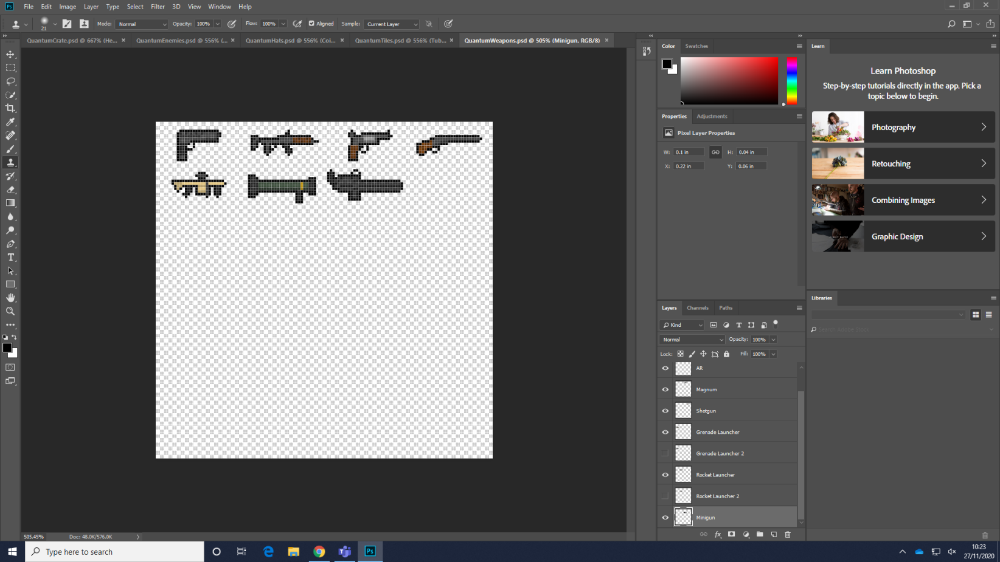 Ps File Edit Image Layer Type Select Filter 3D View Window Help
21 Mode: Normal Opacity: 100% Flow: 100% Aligned Sample: Current Layer
QuantumCrate.psd @ 667% (He... × QuantumEnemies.psd @ 556% (... × QuantumHats.psd @ 556% (Coi... × QuantumTiles.psd @ 556% (Tub... × QuantumWeapons.psd @ 505% (Minigun, RGB/8) ×
Color Swatches
Learn
Learn Photoshop
Step-by-step tutorials directly in the app. Pick a
topic below to begin.
Properties Adjustments
Pixel Layer Properties
W: 0.1 in H: 0.04 in
X: 0.22 in Y: 0.06 in
Photography
Retouching
Combining Images
Graphic Design
Libraries
Search Adobe Stock
Layers Channels Paths
Kind
Normal Opacity: 100%
Lock: Fill: 100%
AR
Magnum
Shotgun
Grenade Launcher
Grenade Launcher 2
Rocket Launcher
Rocket Launcher 2
Minigun
fx
505.45% Doc: 48.0K/576.0K
Type here to search
Ps
10:23
27/11/2020